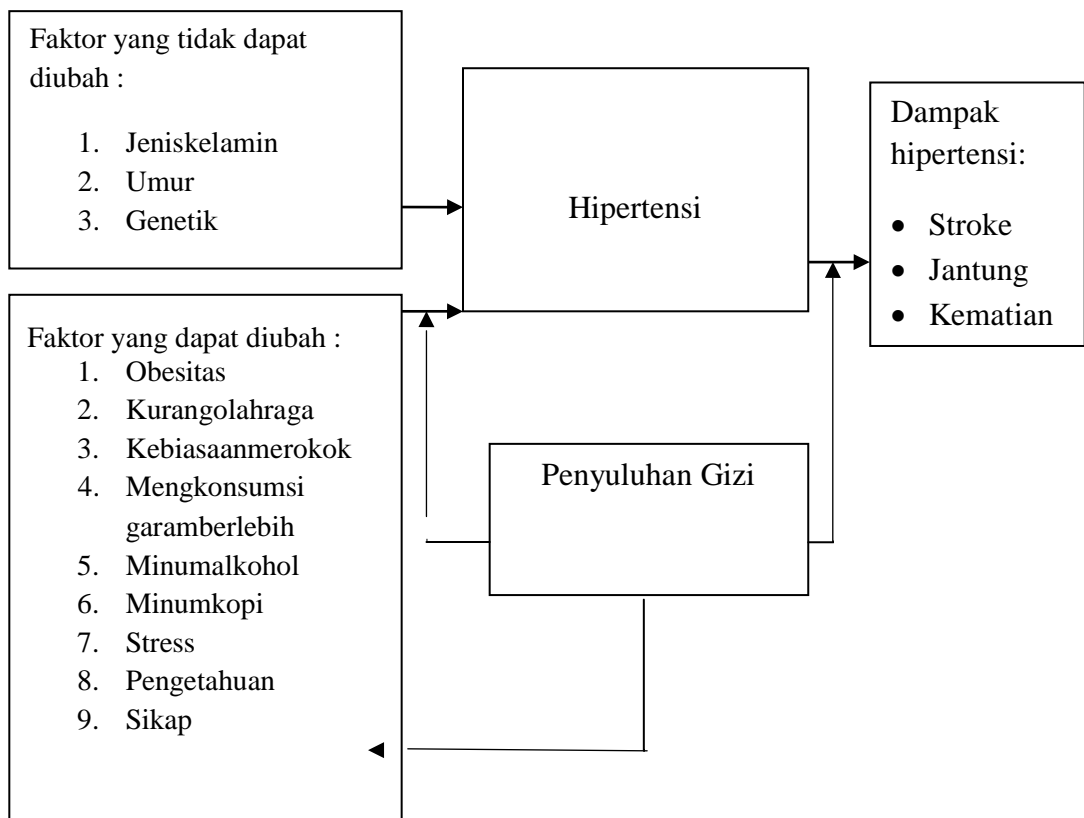 Faktor yang tidak dapat
diubah :
1. Jeniskelamin
2. Umur
3. Genetik
Hipertensi
Dampak
hipertensi:
• Stroke
• Jantung
• Kematian
Faktor yang dapat diubah :
1. Obesitas
2. Kurangolahraga
3. Kebiasaanmerokok
4. Mengkonsumsi
garamberlebih
5. Minumalkohol
6. Minumkopi
7. Stress
8. Pengetahuan
9. Sikap
Penyuluhan Gizi